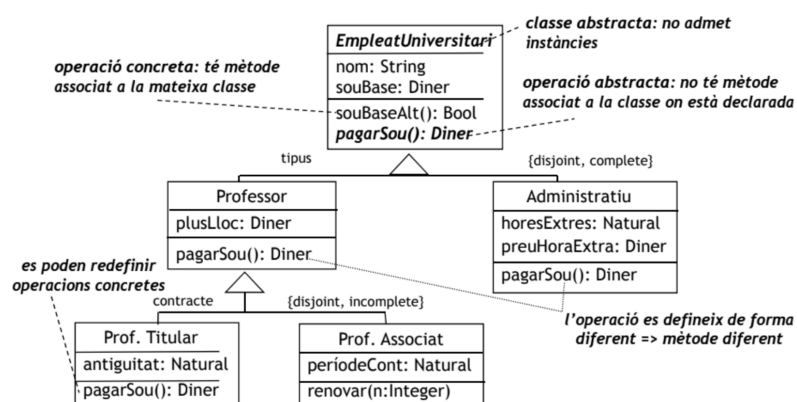 classe abstracta: no admet
instàncies
EmpleatUniversitari
operació concreta: té mètode
associat a la mateixa classe
nom: String
souBase: Diner
operació abstracta: no té mètode
associat a la classe on està declarada
souBaseAlt(): Bool
pagarSou(): Diner
tipus
{disjoint, complete}
Professor
plusLloc: Diner
pagarSou(): Diner
Administratiu
horesExtres: Natural
preuHoraExtra: Diner
pagarSou(): Diner
es poden redefinir
operacions concretes
contracte
{disjoint, incomplete}
l'operació es defineix de forma
diferent => mètode diferent
Prof. Titular
antiguitat: Natural
pagarSou(): Diner
Prof. Associat
períodeCont: Natural
renovar(n:Integer)